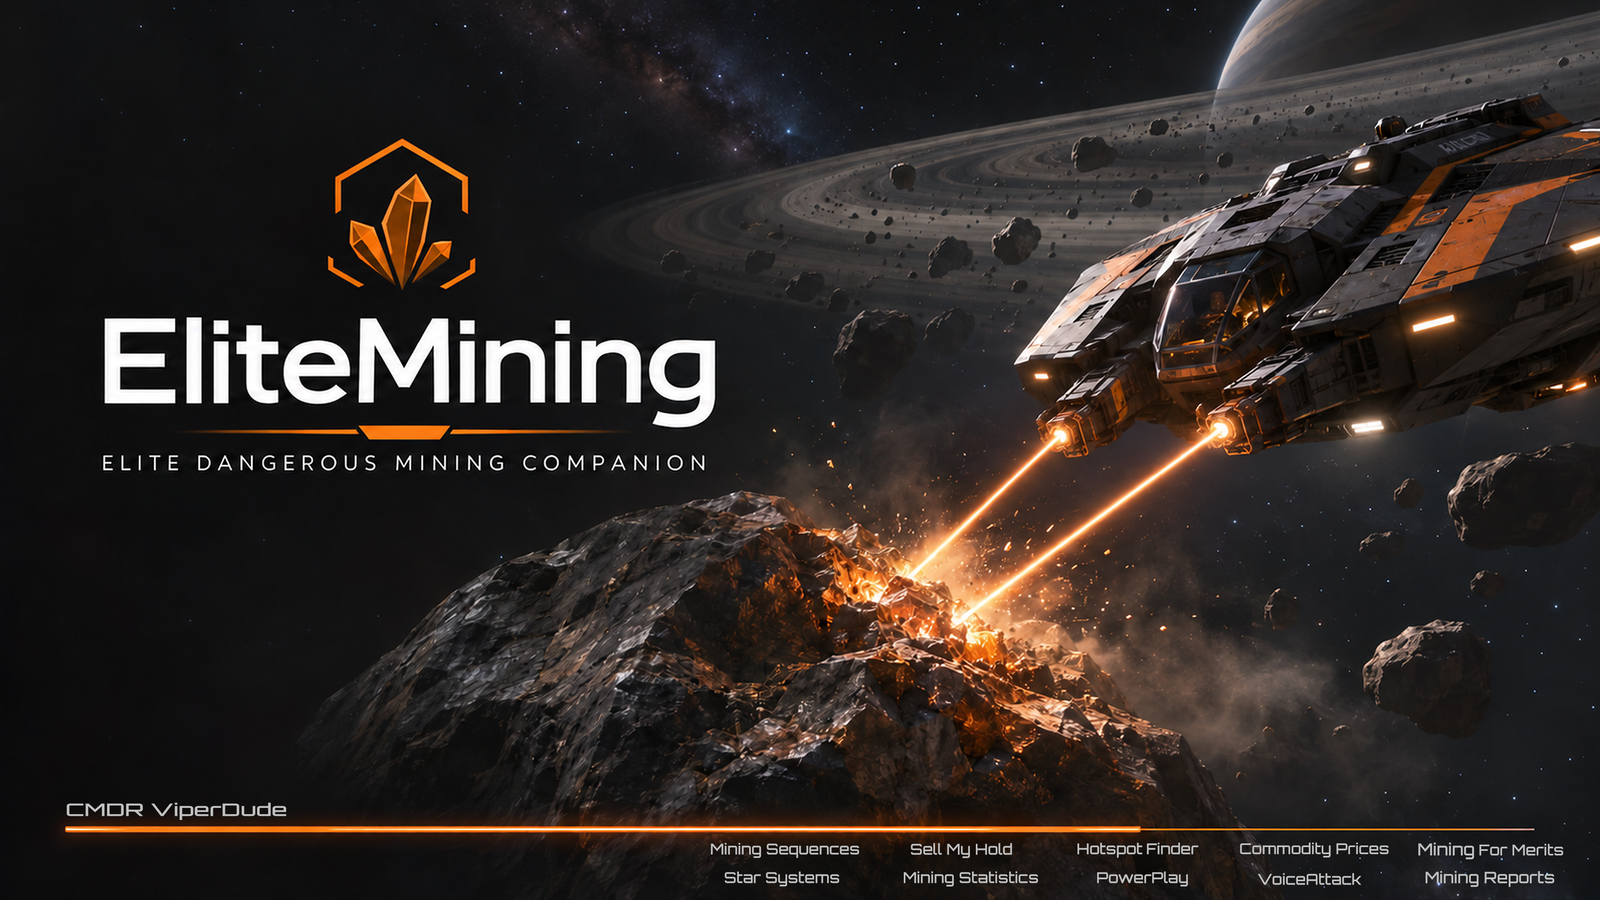 EliteMining
ELITE DANGEROUS MINING COMPANION
CMDR ViperDude
Mining Sequences Sell My Hold Hotspot Finder Commodity Prices Mining For Merits
Star Systems Mining Statistics PowerPlay VoiceAttack Mining Reports